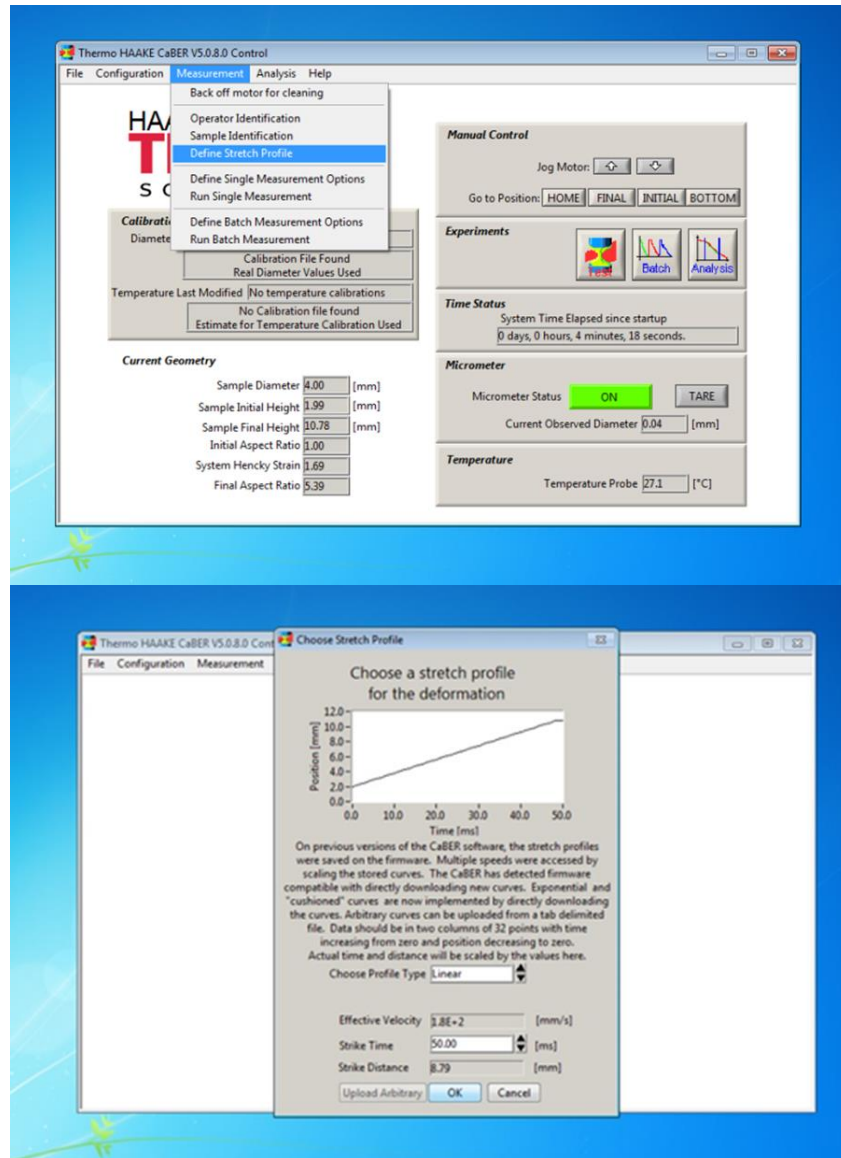 Thermo HAAKE CaBER V5.0.8.0 Control
File Configuration Measurement Analysis Help
Back off motor for cleaning
Operator Identification
Sample Identification
Define Stretch Profile
Define Single Measurement Options
Run Single Measurement
Define Batch Measurement Options
Run Batch Measurement
HA
T
s c
Calibrati
Diamete
Calibration File Found
Real Diameter Values Used
Temperature Last Modified No temperature calibrations
No Calibration file found
Estimate for Temperature Calibration Used
Current Geometry
Sample Diameter 4.00 [mm]
Sample Initial Height 1.99 [mm]
Sample Final Height 10.78 [mm]
Initial Aspect Ratio 1.00
System Hencky Strain 1.69
Final Aspect Ratio 5.39
Manual Control
Jog Motor:
Go to Position: HOME FINAL INITIAL BOTTOM
Experiments
Test Batch Analysis
Time Status
System Time Elapsed since startup
0 days, 0 hours, 4 minutes, 18 seconds.
Micrometer
Micrometer Status ON TARE
Current Observed Diameter 0.04 [mm]
Temperature
Temperature Probe 27.1 [°C]
Thermo HAAKE CaBER V5.0.8.0 Cont
File Configuration Measurement
Choose Stretch Profile
Choose a stretch profile
for the deformation
Position [mm]
12.0
10.0
8.0
6.0
4.0
2.0
0.0
0.0 10.0 20.0 30.0 40.0 50.0
Time [ms]
On previous versions of the CaBER software, the stretch profiles
were saved on the firmware. Multiple speeds were accessed by
scaling the stored curves. The CaBER has detected firmware
compatible with directly downloading new curves. Exponential and
"cushioned" curves are now implemented by directly downloading
the curves. Arbitrary curves can be uploaded from a tab delimited
file. Data should be in two columns of 32 points with time
increasing from zero and position decreasing to zero.
Actual time and distance will be scaled by the values here.
Choose Profile Type Linear
Effective Velocity 1.8E+2 [mm/s]
Strike Time 50.00 [ms]
Strike Distance 8.79 [mm]
Upload Arbitrary OK Cancel